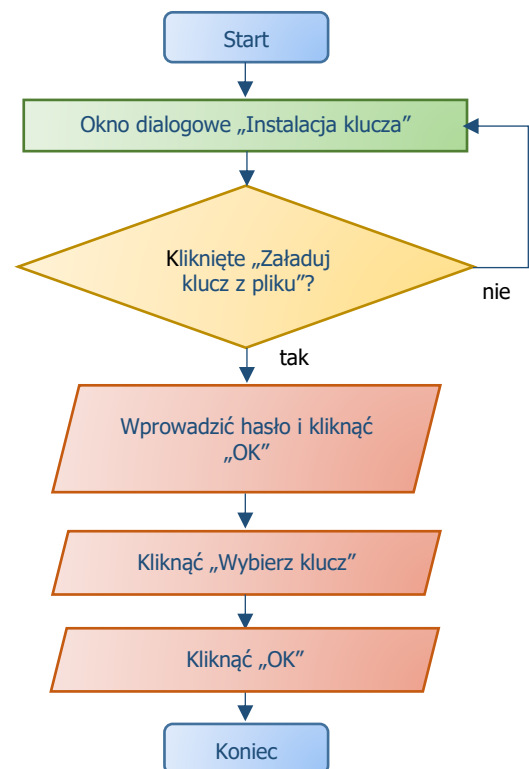 Start
Okno dialogowe „Instalacja klucza”
Kliknięte „Załaduj
klucz z pliku”?
nie
tak
Wprowadzić hasło i kliknąć
„OK”
Kliknąć „Wybierz klucz”
Kliknąć „OK”
Koniec